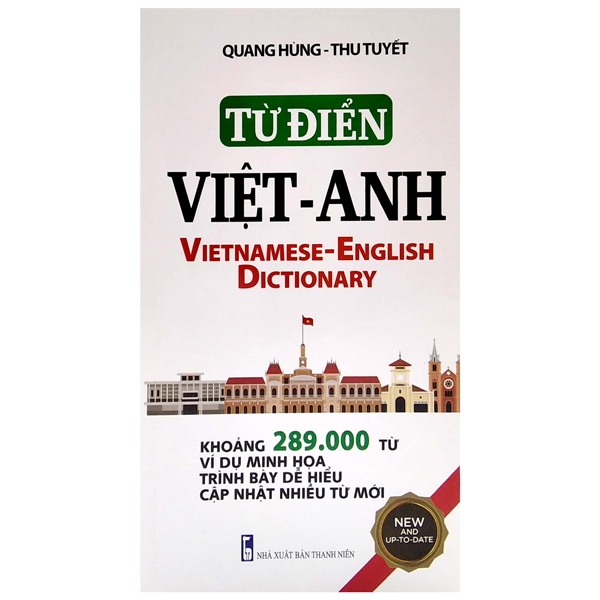 QUANG HÙNG - THU TUYẾT
TỪ ĐIỂN
VIỆT-ANH
VIETNAMESE-ENGLISH
DICTIONARY
KHOẢNG 289.000 TỪ
VÍ DỤ MINH HỌA
TRÌNH BÀY DỄ HIỂU
CẬP NHẬT NHIỀU TỪ MỚI
NEW
AND
UP-TO-DATE
NHÀ XUẤT BẢN THANH NIÊN